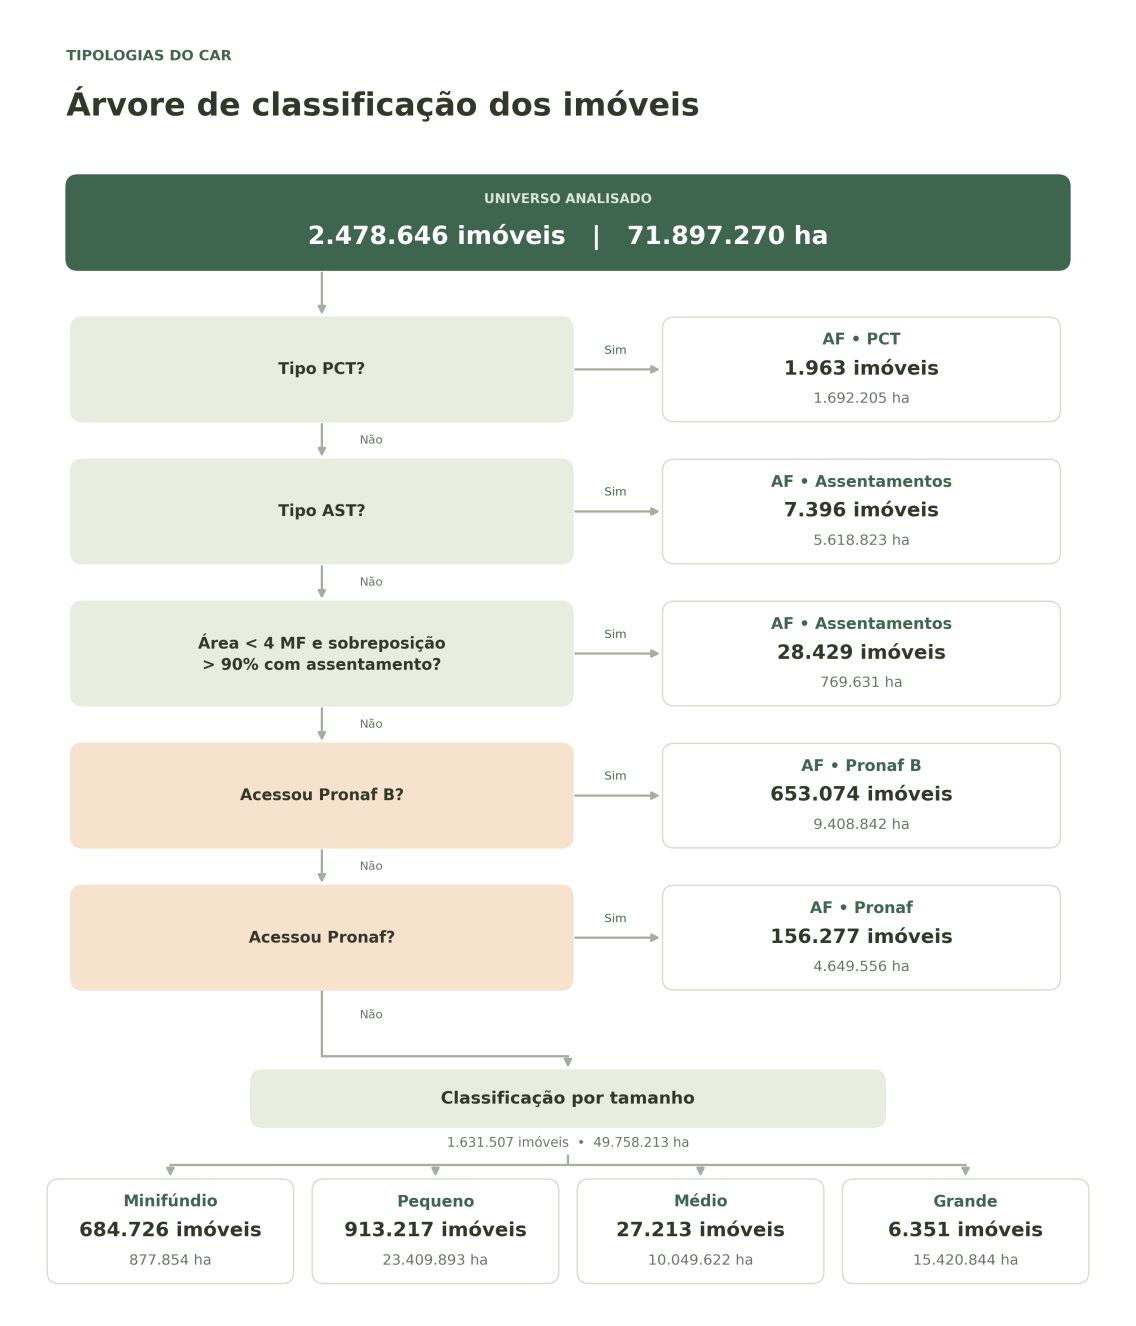 TIPOLOGIAS DO CAR
Árvore de classificação dos imóveis
UNIVERSO ANALISADO
2.478.646 imóveis | 71.897.270 ha
Tipo PCT?
Sim
AF • PCT
1.963 imóveis
1.692.205 ha
Não
Tipo AST?
Sim
AF • Assentamentos
7.396 imóveis
5.618.823 ha
Não
Área < 4 MF e sobreposição
> 90% com assentamento?
Sim
AF • Assentamentos
28.429 imóveis
769.631 ha
Não
Acessou Pronaf B?
Sim
AF • Pronaf B
653.074 imóveis
9.408.842 ha
Não
Acessou Pronaf?
Sim
AF • Pronaf
156.277 imóveis
4.649.556 ha
Não
Classificação por tamanho
1.631.507 imóveis • 49.758.213 ha
Minifúndio
684.726 imóveis
877.854 ha
Pequeno
913.217 imóveis
23.409.893 ha
Médio
27.213 imóveis
10.049.622 ha
Grande
6.351 imóveis
15.420.844 ha